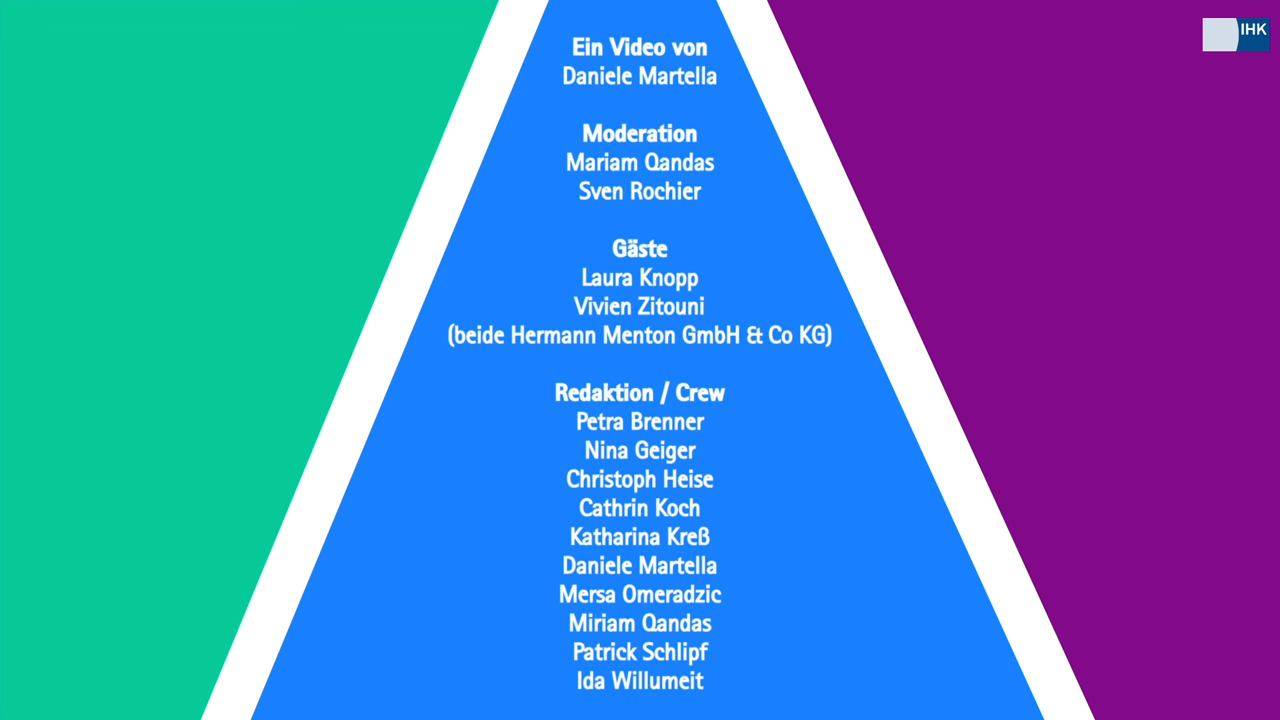 IHK
Ein Video von
Daniele Martella
Moderation
Mariam Qandas
Sven Rochier
Gäste
Laura Knopp
Vivien Zitouni
(beide Hermann Menton GmbH & Co KG)
Redaktion / Crew
Petra Brenner
Nina Geiger
Christoph Heise
Cathrin Koch
Katharina Kreß
Daniele Martella
Mersa Omeradzic
Miriam Qandas
Patrick Schlipf
Ida Willumeit